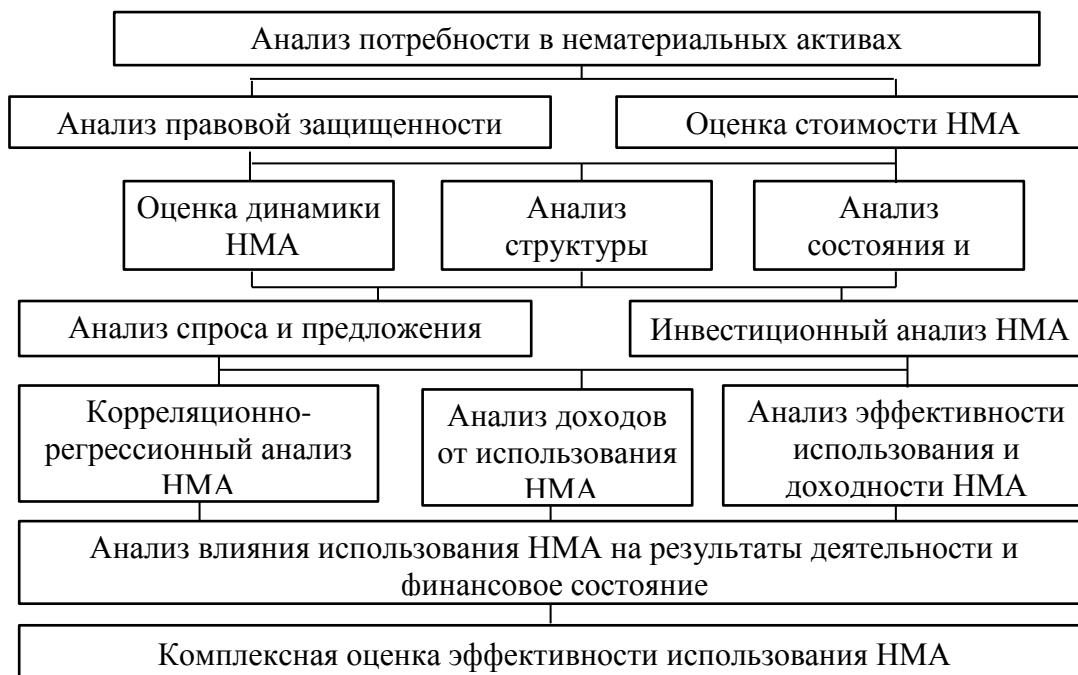 Анализ потребности в нематериальных активах
Анализ правовой защищенности
Оценка стоимости НМА
Оценка динамики
НМА
Анализ
структуры
Анализ
состояния и
Анализ спроса и предложения
Инвестиционный анализ НМА
Корреляционно-
регрессионный анализ
НМА
Анализ доходов
от использования
НМА
Анализ эффективности
использования и
доходности НМА
Анализ влияния использования НМА на результаты деятельности и
финансовое состояние
Комплексная оценка эффективности использования НМА